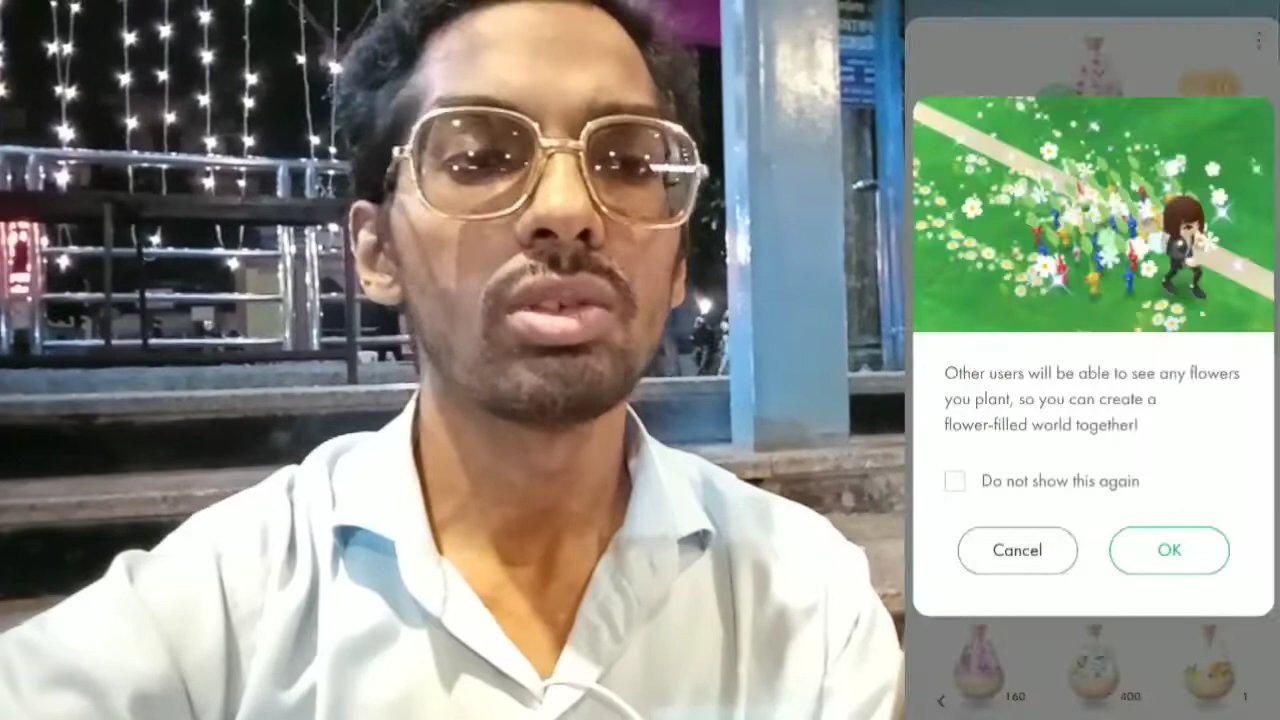 Other users will be able to see any flowers
you plant, so you can create a
flower-filled world together!
Do not show this again
Cancel
OK
160
400
1